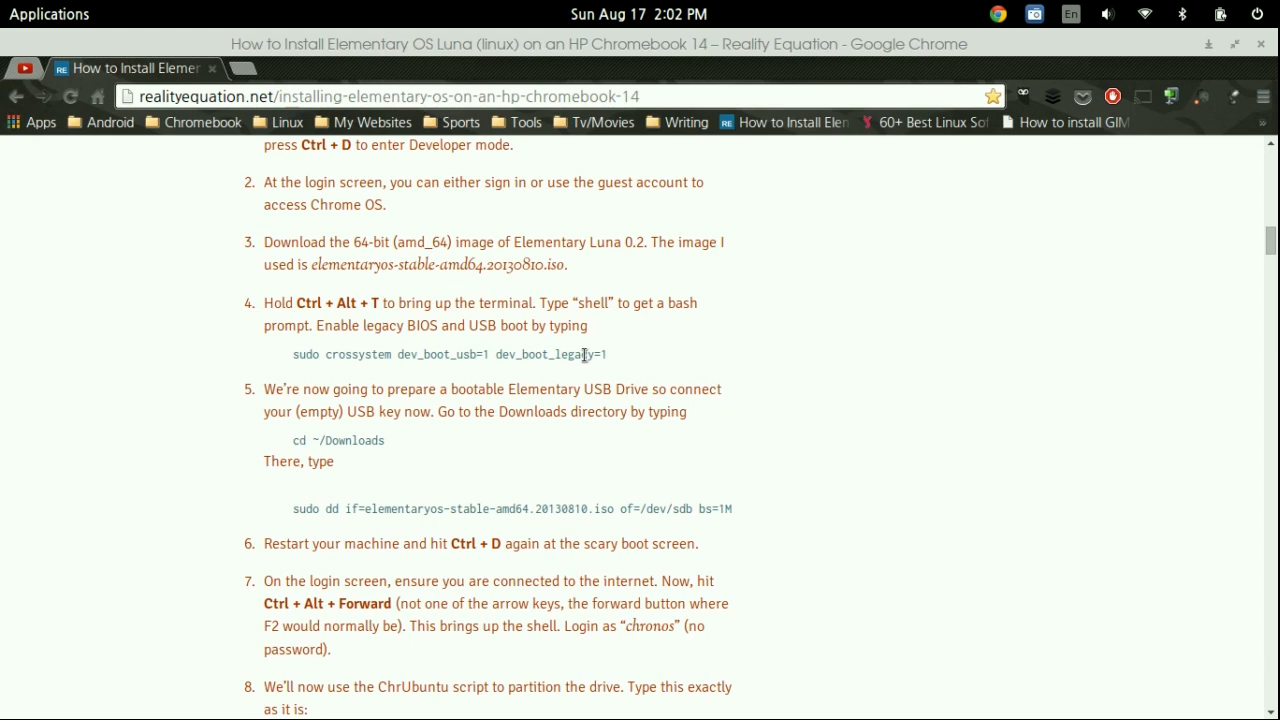 Applications
Sun Aug 17 2:02 PM
En
How to Install Elementary OS Luna (linux) on an HP Chromebook 14 – Reality Equation - Google Chrome
RE How to Install Elemer
realityequation.net/installing-elementary-os-on-an-hp-chromebook-14
Apps Android Chromebook Linux My Websites Sports Tools Tv/Movies Writing RE How to Install Elen 60+ Best Linux Sof How to install GIM
press Ctrl + D to enter Developer mode.
2. At the login screen, you can either sign in or use the guest account to
access Chrome OS.
3. Download the 64-bit (amd_64) image of Elementary Luna 0.2. The image I
used is elementaryos-stable-amd64.20130810.iso.
4. Hold Ctrl + Alt + T to bring up the terminal. Type “shell” to get a bash
prompt. Enable legacy BIOS and USB boot by typing
sudo crossystem dev_boot_usb=1 dev_boot_legacy=1
5. We’re now going to prepare a bootable Elementary USB Drive so connect
your (empty) USB key now. Go to the Downloads directory by typing
cd ~/Downloads
There, type
sudo dd if=elementaryos-stable-amd64.20130810.iso of=/dev/sdb bs=1M
6. Restart your machine and hit Ctrl + D again at the scary boot screen.
7. On the login screen, ensure you are connected to the internet. Now, hit
Ctrl + Alt + Forward (not one of the arrow keys, the forward button where
F2 would normally be). This brings up the shell. Login as “chronos” (no
password).
8. We’ll now use the ChrUbuntu script to partition the drive. Type this exactly
as it is: